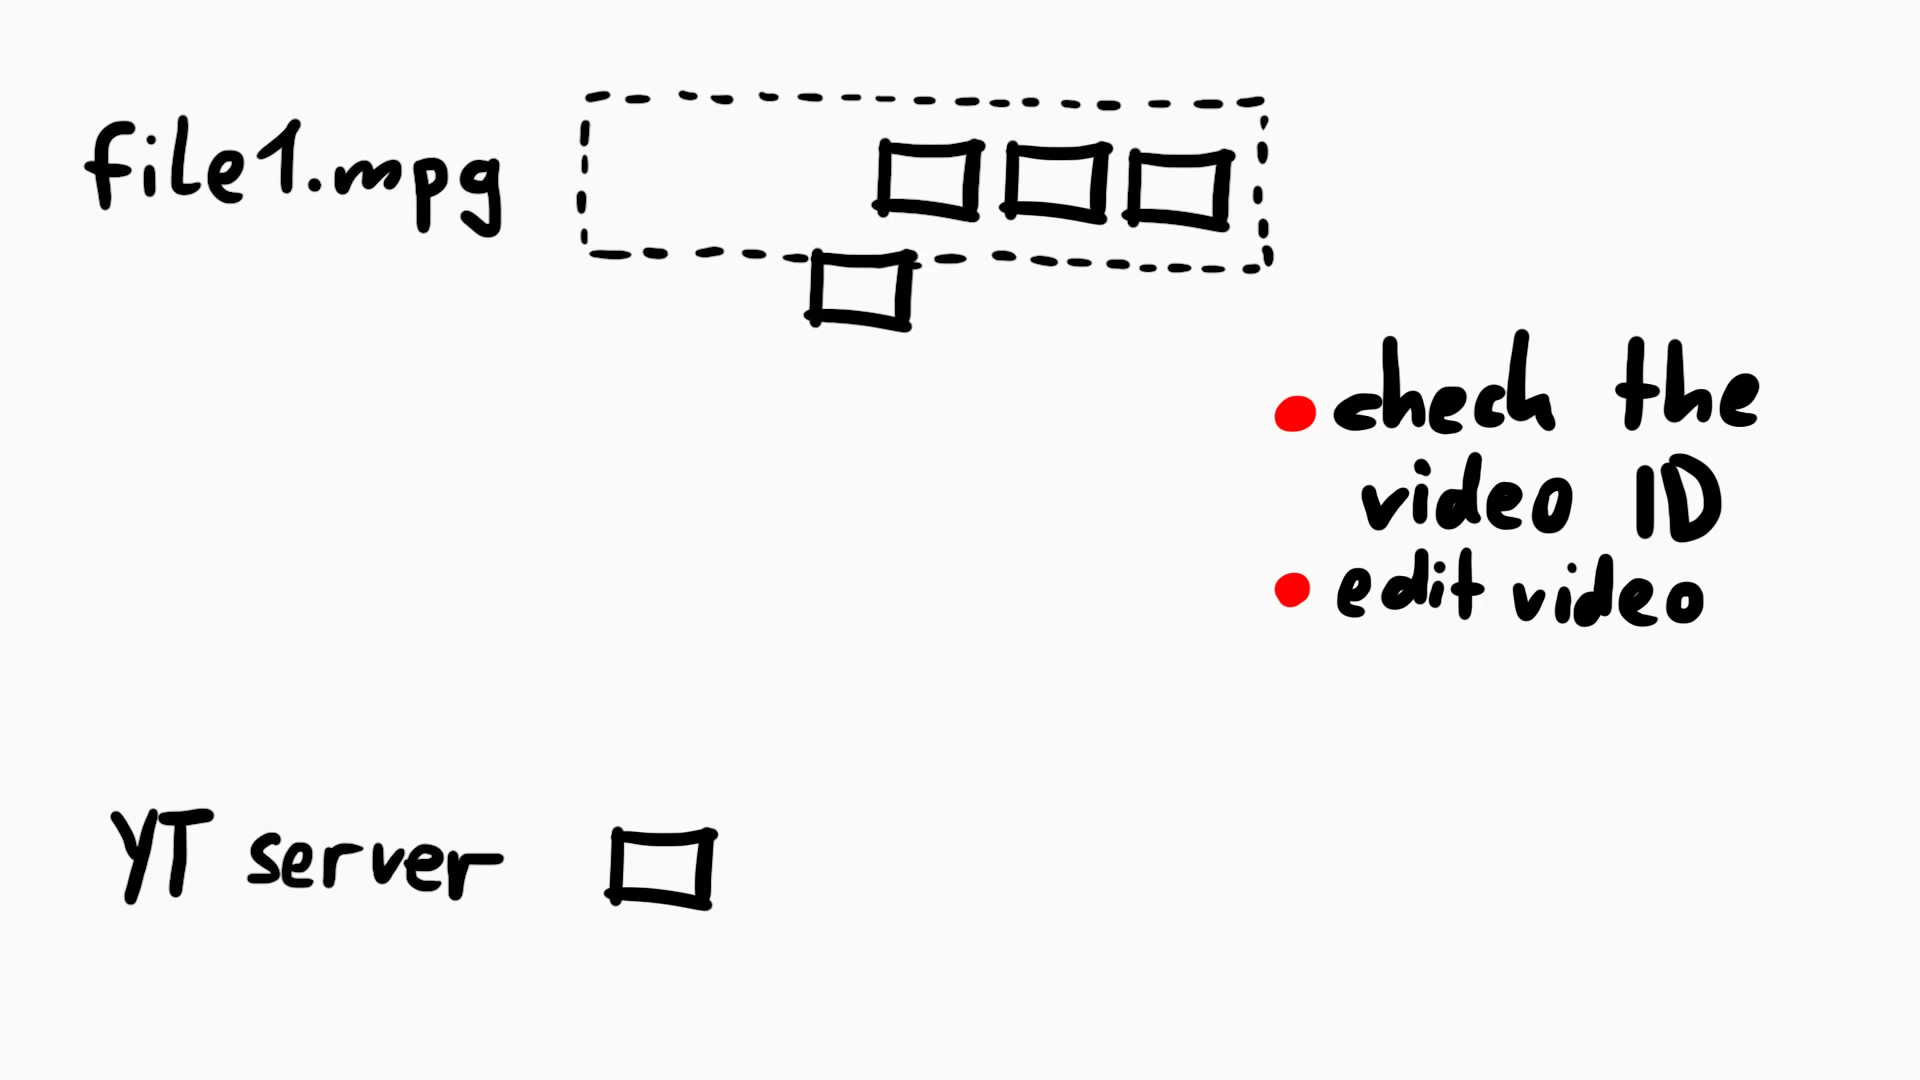 file1.mpg
• check the
video ID
• edit video
YT server